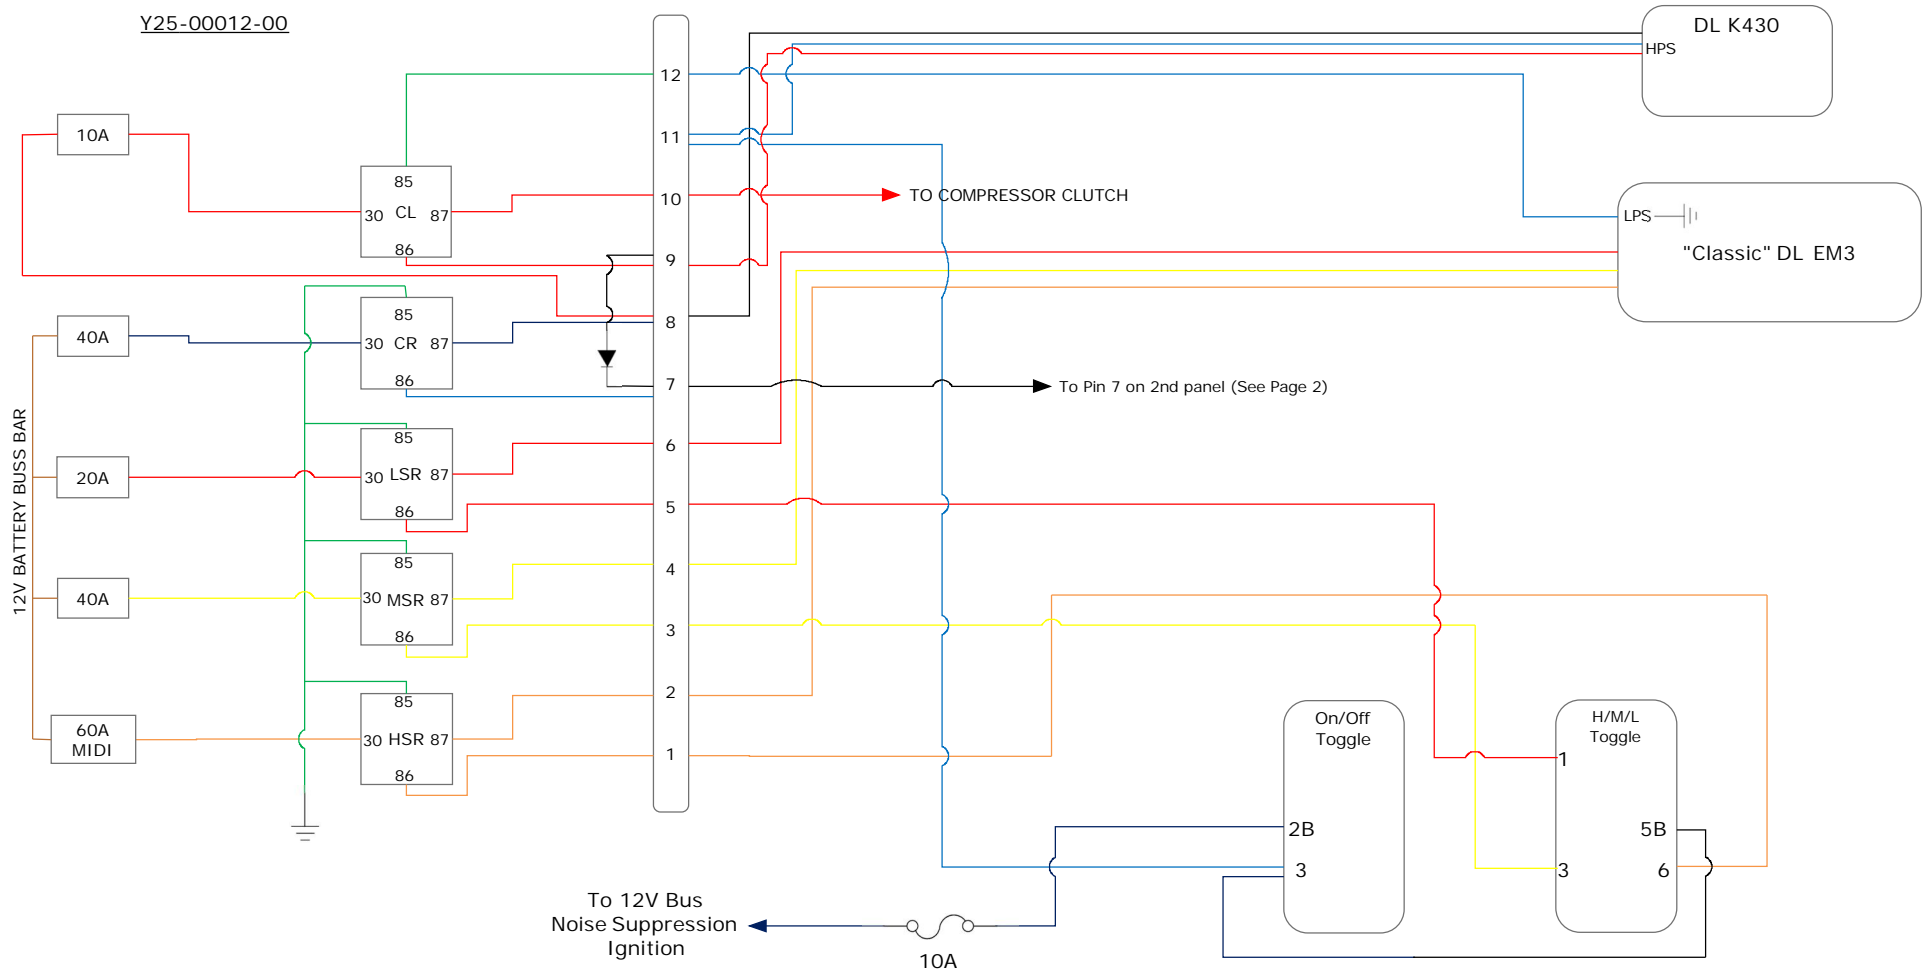 Y25-00012-00
DL K430
HPS
12
10A
11
85
30 CL 87
10
TO COMPRESSOR CLUTCH
LPS
"Classic" DL EM3
86
9
85
40A
30 CR 87
8
86
7
To Pin 7 on 2nd panel (See Page 2)
12V BATTERY BUSS BAR
85
6
20A
30 LSR 87
86
5
85
4
40A
30 MSR 87
86
3
85
2
60A
MIDI
30 HSR 87
86
1
On/Off
Toggle
2B
3
H/M/L
Toggle
1
5B
3
6
To 12V Bus
Noise Suppression
Ignition
10A